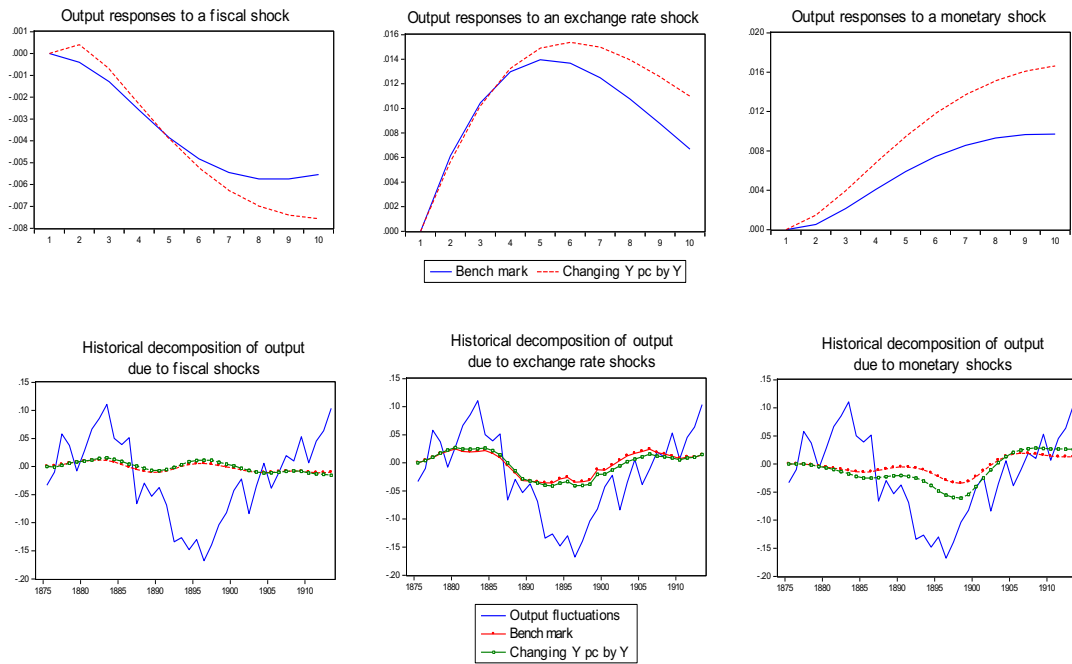 Output responses to a fiscal shock
.001
.000
-.001
-.002
-.003
-.004
-.005
-.006
-.007
-.008
1 2 3 4 5 6 7 8 9 10
Output responses to an exchange rate shock
.016
.014
.012
.010
.008
.006
.004
.002
.000
1 2 3 4 5 6 7 8 9 10
Output responses to a monetary shock
.020
.016
.012
.008
.004
.000
1 2 3 4 5 6 7 8 9 10
Bench mark Changing Y pc by Y
Historical decomposition of output
due to fiscal shocks
.15
.10
.05
.00
-.05
-.10
-.15
-.20
1875 1880 1885 1890 1895 1900 1905 1910
Historical decomposition of output
due to exchange rate shocks
.15
.10
.05
.00
-.05
-.10
-.15
-.20
1875 1880 1885 1890 1895 1900 1905 1910
Historical decomposition of output
due to monetary shocks
.15
.10
.05
.00
-.05
-.10
-.15
-.20
1875 1880 1885 1890 1895 1900 1905 1910
Output fluctuations
Bench mark
Changing Y pc by Y